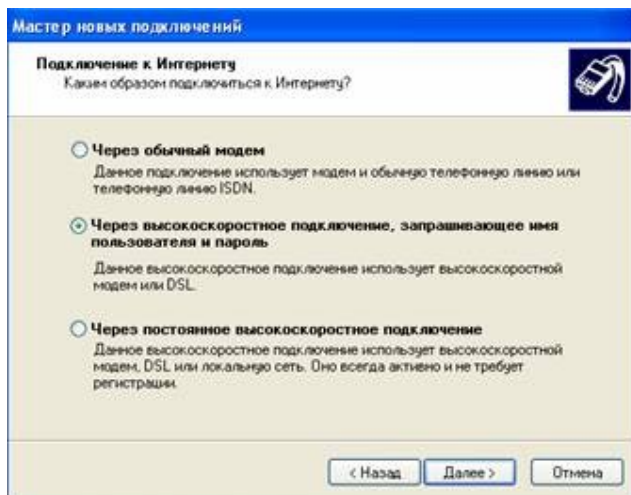 Мастер новых подключений
Подключение к Интернету
Каким образом подключиться к Интернету?
Через обычный модем
Данное подключение использует модем и обычную телефонную линию или
телефонную линию ISDN.
Через высокоскоростное подключение, запрашивающее имя
пользователя и пароль
Данное высокоскоростное подключение использует высокоскоростной
модем или DSL.
Через постоянное высокоскоростное подключение
Данное высокоскоростное подключение использует высокоскоростной
модем, DSL или локальную сеть. Оно всегда активно и не требует
регистрации.
< Назад
Далее >
Отмена